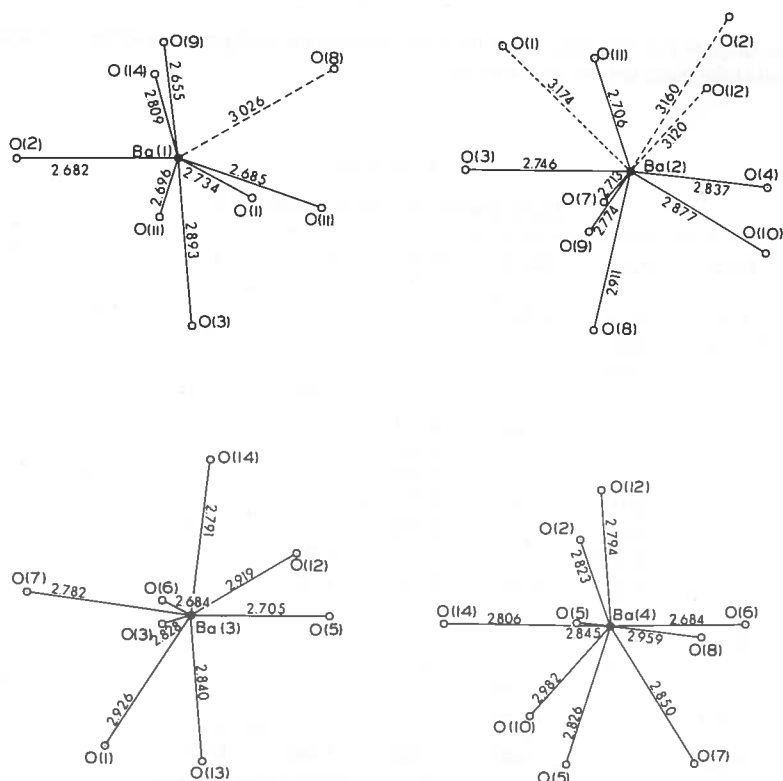 O(9)
O(14)
O(8)
2.655
2.809
3.026
O(2)
Ba(1)
2.682
2.696
2.734
2.685
O(11)
O(1)
O(11)
2.893
O(3)
O(2)
O(1)
O(11)
O(12)
3.174
2.706
3.160
3.120
O(3)
2.746
Ba(2)
O(4)
2.713
2.837
O(7)
2.774
2.877
O(9)
O(10)
2.911
O(8)
O(14)
2.791
O(12)
2.919
O(7)
2.782
O(6)
2.684
2.705
O(3)
2.828
Ba(3)
O(5)
2.926
2.840
O(1)
O(13)
O(12)
2.794
O(2)
2.823
O(14)
2.806
O(5)
Ba(4)
2.684
O(6)
2.845
2.959
O(8)
2.982
2.826
2.850
O(10)
O(5)
O(7)